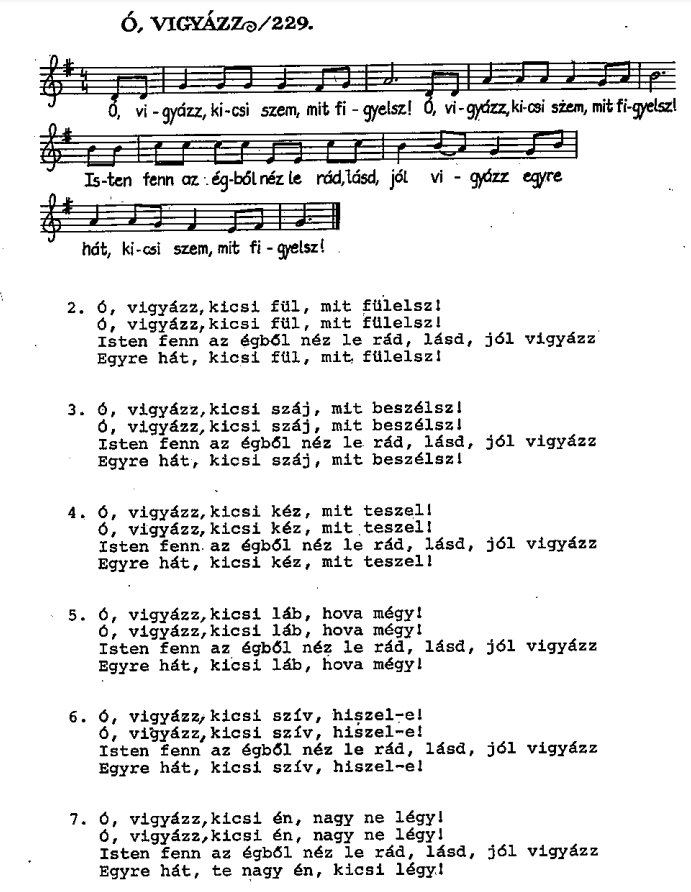 Ó, VIGYÁZZ/229.
Ó, vi-gyázz, ki-csi szem, mit fi-gyelsz! Ó, vi-gyázz, ki-csi szem, mit fi-gyelsz!
Is-ten fenn az ég-ből néz le rád, lásd, jól vi-gyázz egyre
hát, ki-csi szem, mit fi-gyelsz!
2. Ó, vigyázz, kicsi fül, mit fülelsz!
Ó, vigyázz, kicsi fül, mit fülelsz!
Isten fenn az égből néz le rád, lásd, jól vigyázz
Egyre hát, kicsi fül, mit fülelsz!
3. Ó, vigyázz, kicsi száj, mit beszélsz!
Ó, vigyázz, kicsi száj, mit beszélsz!
Isten fenn az égből néz le rád, lásd, jól vigyázz
Egyre hát, kicsi száj, mit beszélsz!
4. Ó, vigyázz, kicsi kéz, mit teszel!
Ó, vigyázz, kicsi kéz, mit teszel!
Isten fenn az égből néz le rád, lásd, jól vigyázz
Egyre hát, kicsi kéz, mit teszel!
5. Ó, vigyázz, kicsi láb, hova mégy!
Ó, vigyázz, kicsi láb, hova mégy!
Isten fenn az égből néz le rád, lásd, jól vigyázz
Egyre hát, kicsi láb, hova mégy!
6. Ó, vigyázz, kicsi szív, hiszel-e!
Ó, vigyázz, kicsi szív, hiszel-e!
Isten fenn az égből néz le rád, lásd, jól vigyázz
Egyre hát, kicsi szív, hiszel-e!
7. Ó, vigyázz, kicsi én, nagy ne légy!
Ó, vigyázz, kicsi én, nagy ne légy!
Isten fenn az égből néz le rád, lásd, jól vigyázz
Egyre hát, te nagy én, kicsi légy!